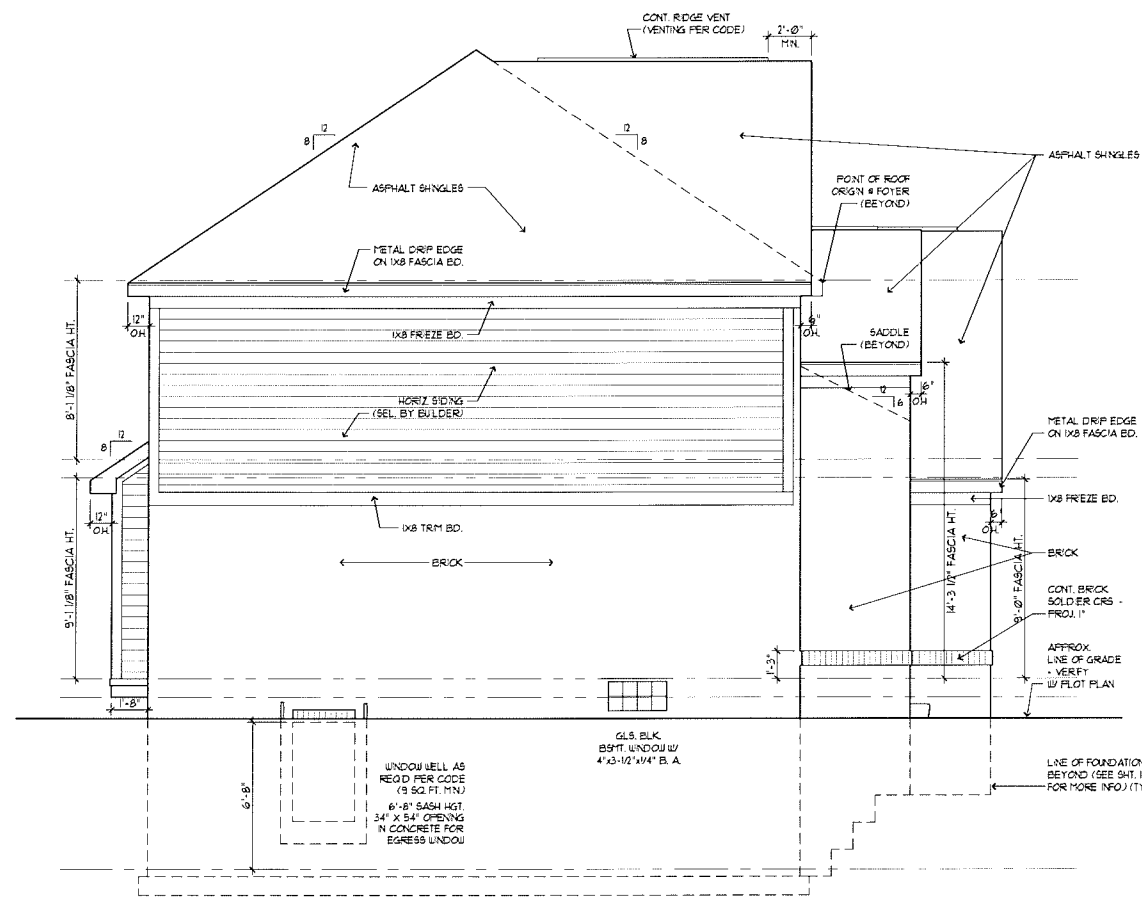 CONT. RIDGE VENT
(VENTING PER CODE)
2'-0"
MIN.
12
8
12
8
ASPHALT SHINGLES
ASPHALT SHINGLES
POINT OF ROOF
ORIGIN @ FOYER
(BEYOND)
METAL DRIP EDGE
ON 1X8 FASCIA BD.
12"
O.H.
1X8 FRIEZE BD.
6"
O.H.
SADDLE
(BEYOND)
8'-1 1/8" FASCIA HT.
HORIZ. SIDING
(SEL. BY BUILDER)
12
6
6"
O.H.
12
8
METAL DRIP EDGE
ON 1X8 FASCIA BD.
12"
O.H.
1X8 TRIM BD.
1X8 FRIEZE BD.
6"
O.H.
9'-1 1/8" FASCIA HT.
BRICK
14'-3 1/2" FASCIA HT.
9'-0" FASCIA HT.
BRICK
CONT. BRICK
SOLDIER CRS -
PROJ. 1"
1'-3"
APPROX.
LINE OF GRADE
- VERIFY
W/ PLOT PLAN
1'-8"
GLS. BLK.
BSMT. WINDOW W/
4"x3-1/2"x1/4" B. A.
6'-8"
WINDOW WELL AS
REQ'D PER CODE
(9 SQ. FT. MIN.)
6'-8" SASH HGT.
34" X 54" OPENING
IN CONCRETE FOR
EGRESS WINDOW
LINE OF FOUNDATION
BEYOND (SEE SHT. 1
FOR MORE INFO.) (TY